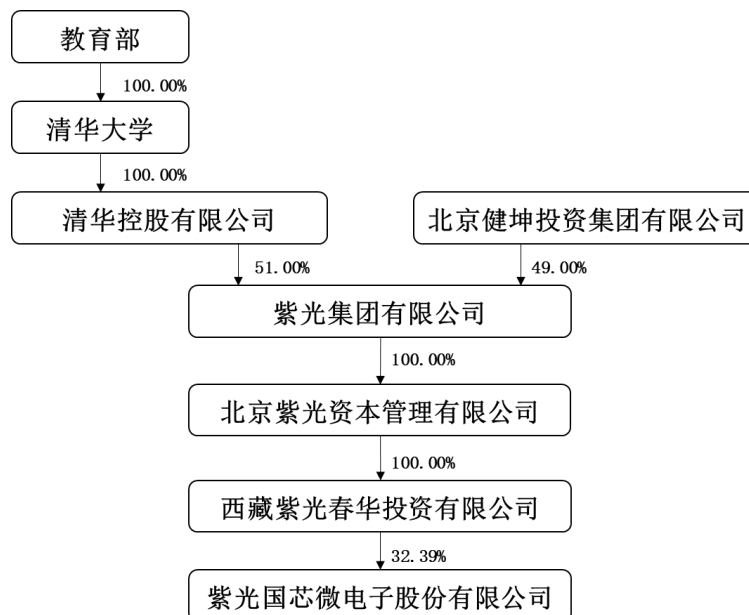 教育部
100.00%
清华大学
100.00%
清华控股有限公司
北京健坤投资集团有限公司
51.00%
49.00%
紫光集团有限公司
100.00%
北京紫光资本管理有限公司
100.00%
西藏紫光春华投资有限公司
32.39%
紫光国芯微电子股份有限公司